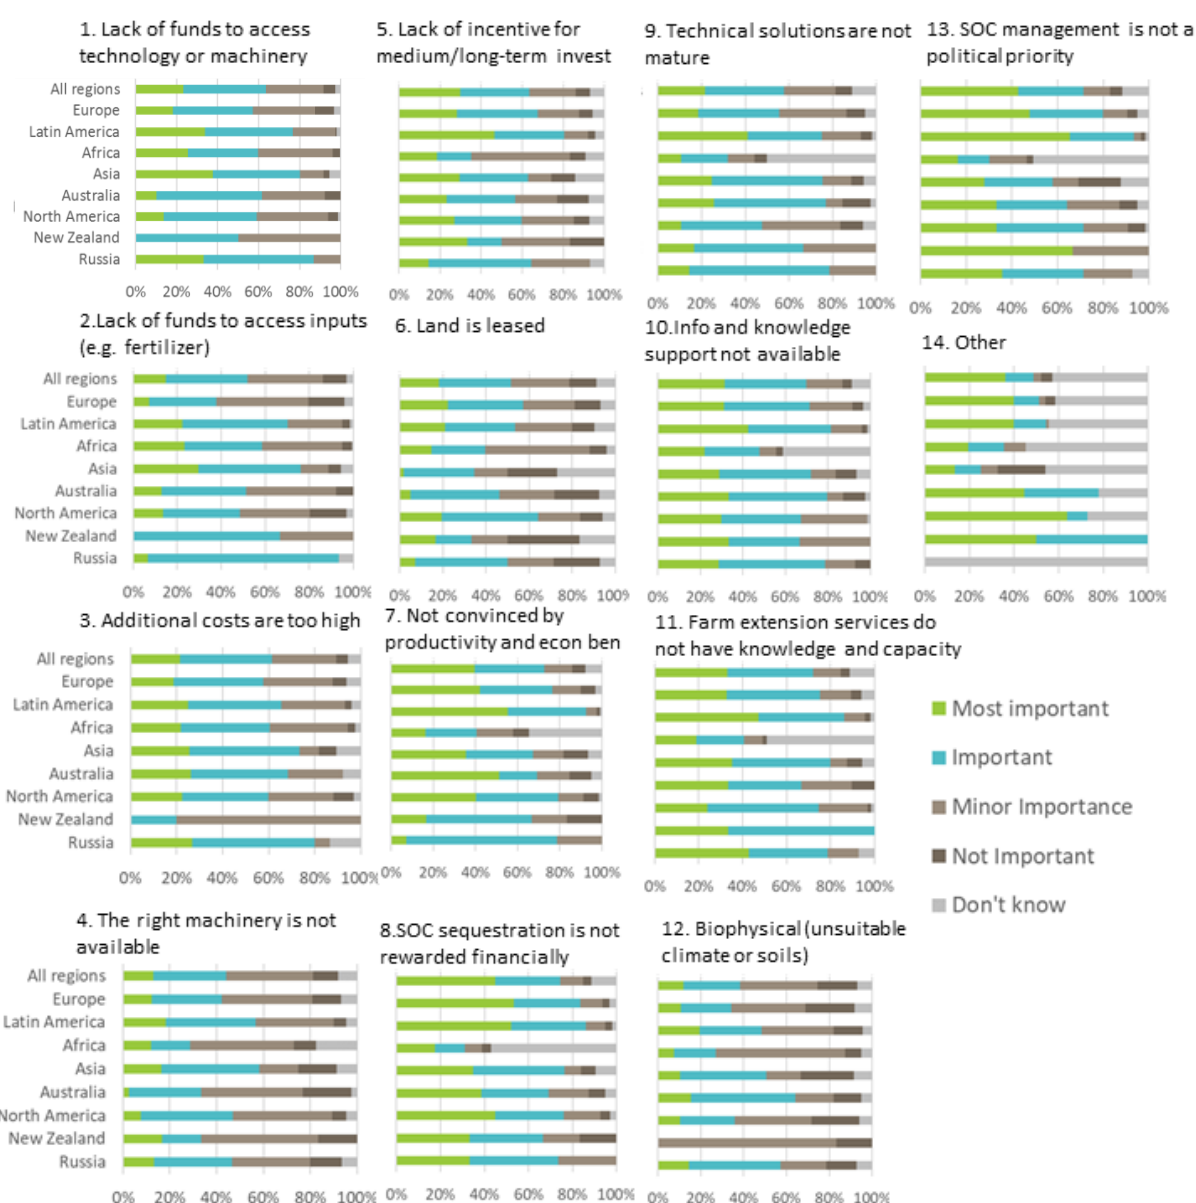 1. Lack of funds to access
technology or machinery
All regions
Europe
Latin America
Africa
Asia
Australia
North America
New Zealand
Russia
0% 20% 40% 60% 80% 100%
2.Lack of funds to access inputs
(e.g. fertilizer)
All regions
Europe
Latin America
Africa
Asia
Australia
North America
New Zealand
Russia
0% 20% 40% 60% 80% 100%
3. Additional costs are too high
All regions
Europe
Latin America
Africa
Asia
Australia
North America
New Zealand
Russia
0% 20% 40% 60% 80% 100%
4. The right machinery is not
available
All regions
Europe
Latin America
Africa
Asia
Australia
North America
New Zealand
Russia
0% 20% 40% 60% 80% 100%
5. Lack of incentive for
medium/long-term invest
0% 20% 40% 60% 80% 100%
6. Land is leased
0% 20% 40% 60% 80% 100%
7. Not convinced by
productivity and econ ben
0% 20% 40% 60% 80% 100%
8.SOC sequestration is not
rewarded financially
0% 20% 40% 60% 80% 100%
9. Technical solutions are not
mature
0% 20% 40% 60% 80% 100%
10.Info and knowledge
support not available
0% 20% 40% 60% 80% 100%
11. Farm extension services do
not have knowledge and capacity
0% 20% 40% 60% 80% 100%
12. Biophysical (unsuitable
climate or soils)
0% 20% 40% 60% 80% 100%
13. SOC management is not a
political priority
0% 20% 40% 60% 80% 100%
14. Other
0% 20% 40% 60% 80% 100%
Most important
Important
Minor Importance
Not Important
Don't know